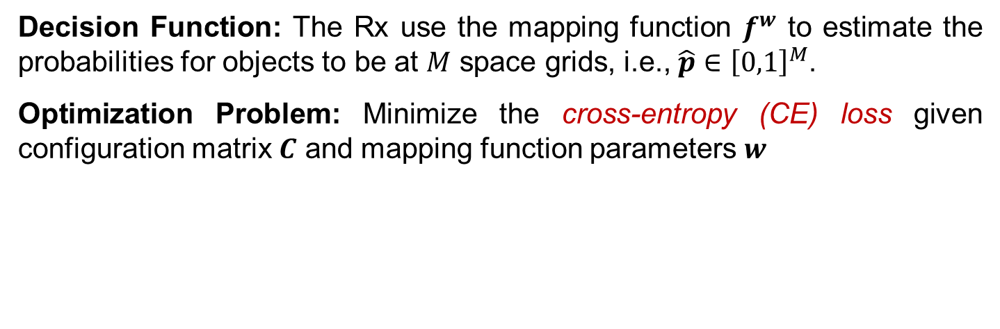 Decision Function: The Rx use the mapping function 𝒇ʷ to estimate the
probabilities for objects to be at M space grids, i.e., p̂ ∈ [0,1]ᴹ.
Optimization Problem: Minimize the cross-entropy (CE) loss given
configuration matrix C and mapping function parameters w